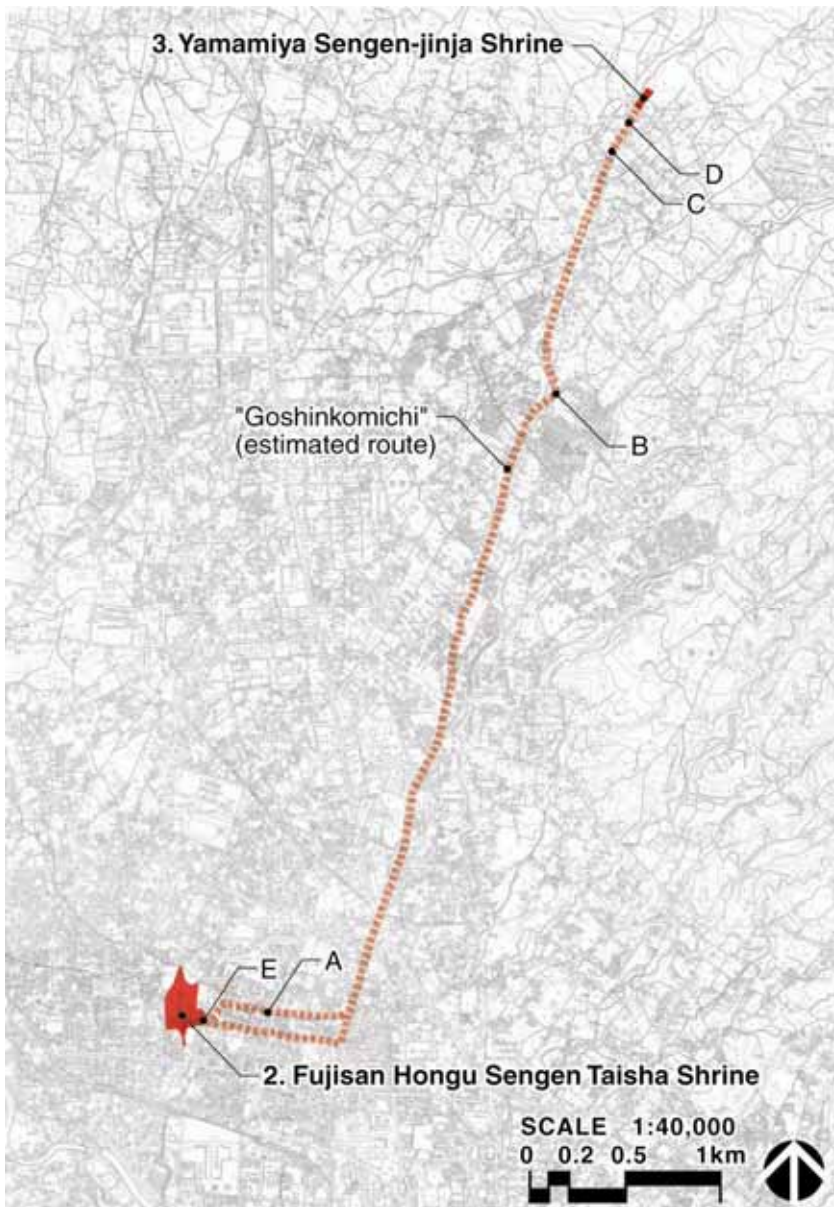 3. Yamamiya Sengen-jinja Shrine
D
C
"Goshinkomichi"
(estimated route)
B
E
A
2. Fujisan Hongu Sengen Taisha Shrine
SCALE 1:40,000
0 0.2 0.5 1km